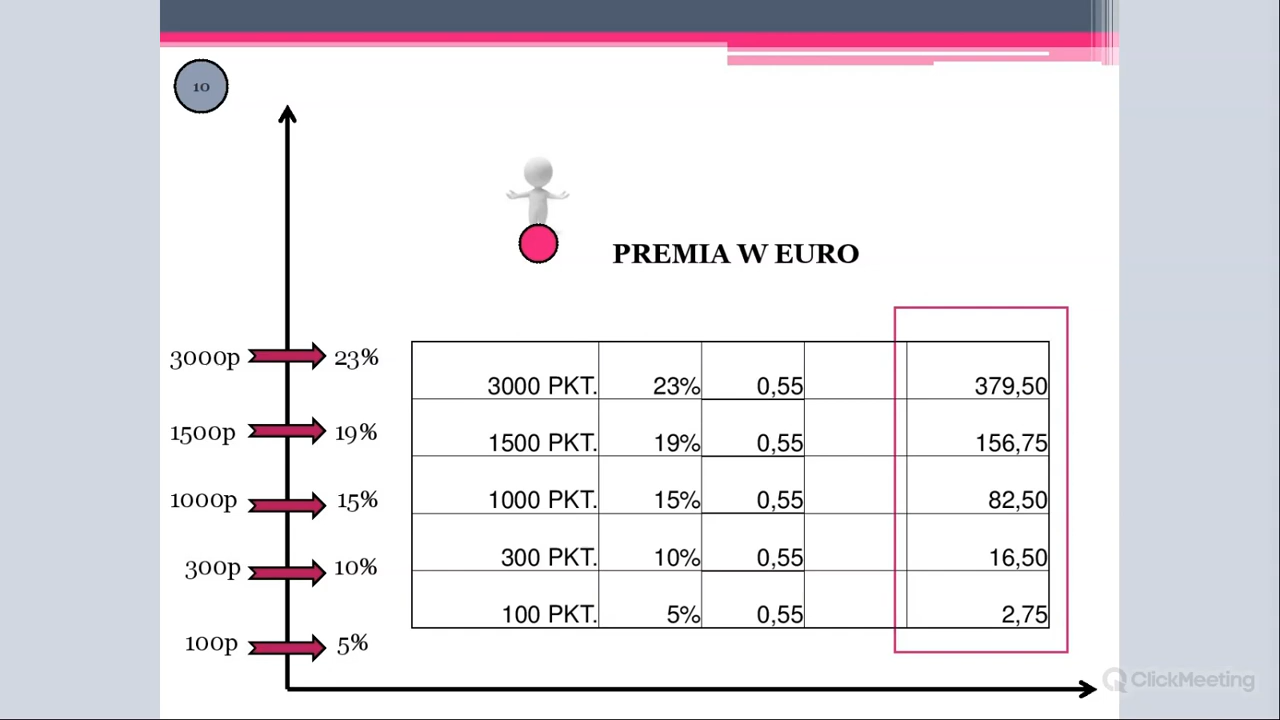 10
PREMIA W EURO
3000p 23%
1500p 19%
1000p 15%
300p 10%
100p 5%
3000 PKT. 23% 0,55 379,50
1500 PKT. 19% 0,55 156,75
1000 PKT. 15% 0,55 82,50
300 PKT. 10% 0,55 16,50
100 PKT. 5% 0,55 2,75
ClickMeeting